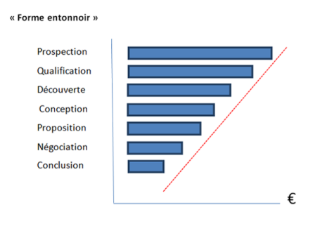 « Forme entonnoir »
Prospection
Qualification
Découverte
Conception
Proposition
Négociation
Conclusion
€